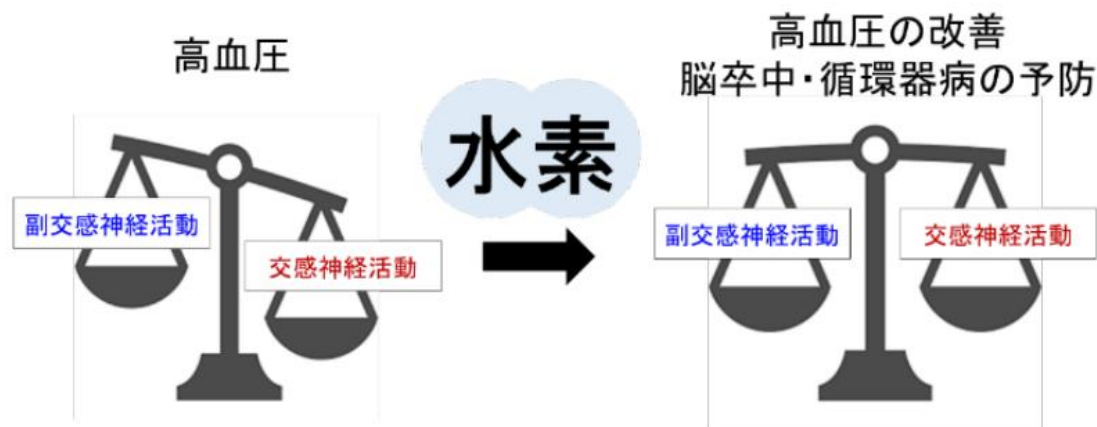 高血圧
副交感神経活動
交感神経活動
水素
高血圧の改善
脳卒中・循環器病の予防
副交感神経活動
交感神経活動